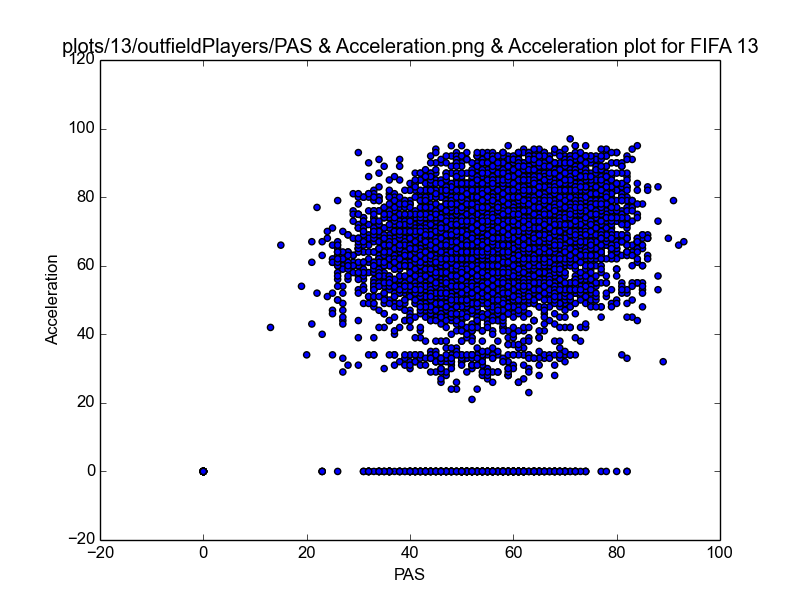 plots/13/outfieldPlayers/PAS & Acceleration.png & Acceleration plot for FIFA 13
120
100
80
60
40
20
0
−20
Acceleration
−20 0 20 40 60 80 100
PAS